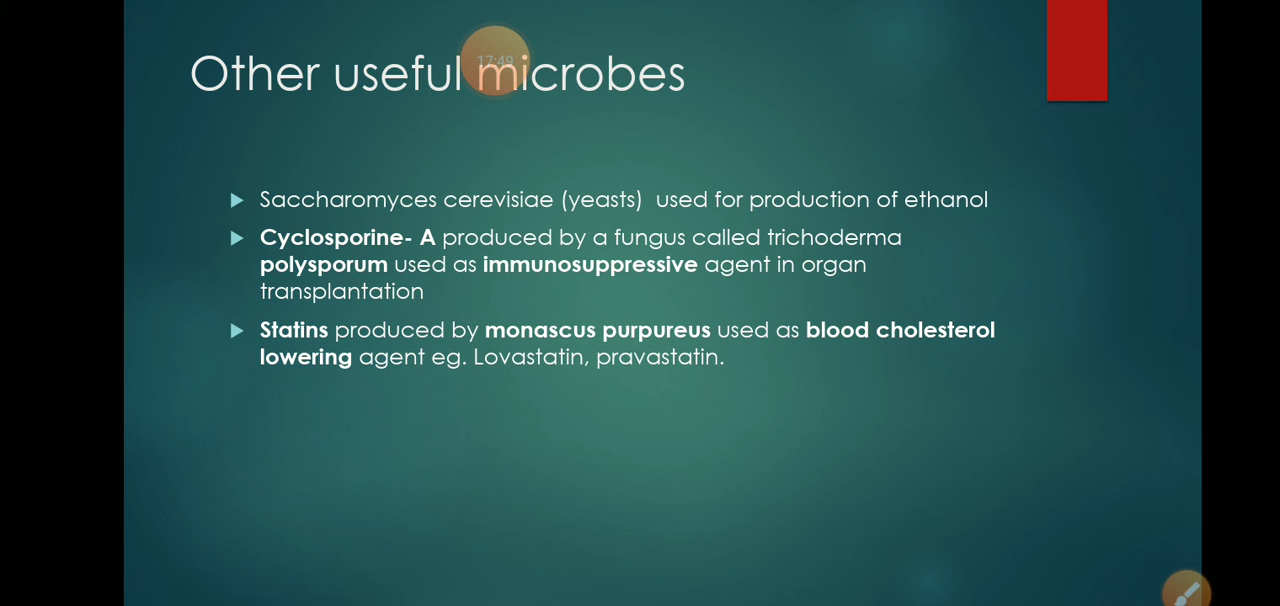 17:49
Other useful microbes
Saccharomyces cerevisiae (yeasts) used for production of ethanol
Cyclosporine- A produced by a fungus called trichoderma
polysporum used as immunosuppressive agent in organ
transplantation
Statins produced by monascus purpureus used as blood cholesterol
lowering agent eg. Lovastatin, pravastatin.